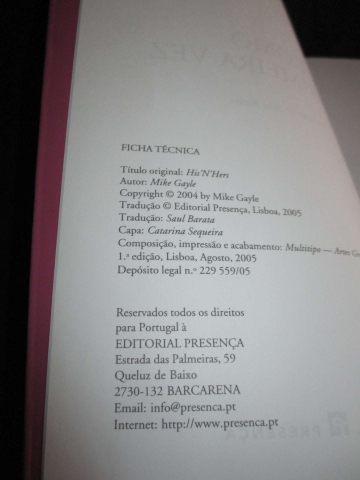 FICHA TÉCNICA
Título original: His'N'Hers
Autor: Mike Gayle
Copyright © 2004 by Mike Gayle
Tradução © Editorial Presença, Lisboa, 2005
Tradução: Saul Barata
Capa: Catarina Sequeira
Composição, impressão e acabamento: Multitipo — Artes
1.ª edição, Lisboa, Agosto, 2005
Depósito legal n.º 229 559/05
Reservados todos os direitos
para Portugal à
EDITORIAL PRESENÇA
Estrada das Palmeiras, 59
Queluz de Baixo
2730-132 BARCARENA
Email: info@presenca.pt
Internet: http://www.presenca.pt
PRESENÇA